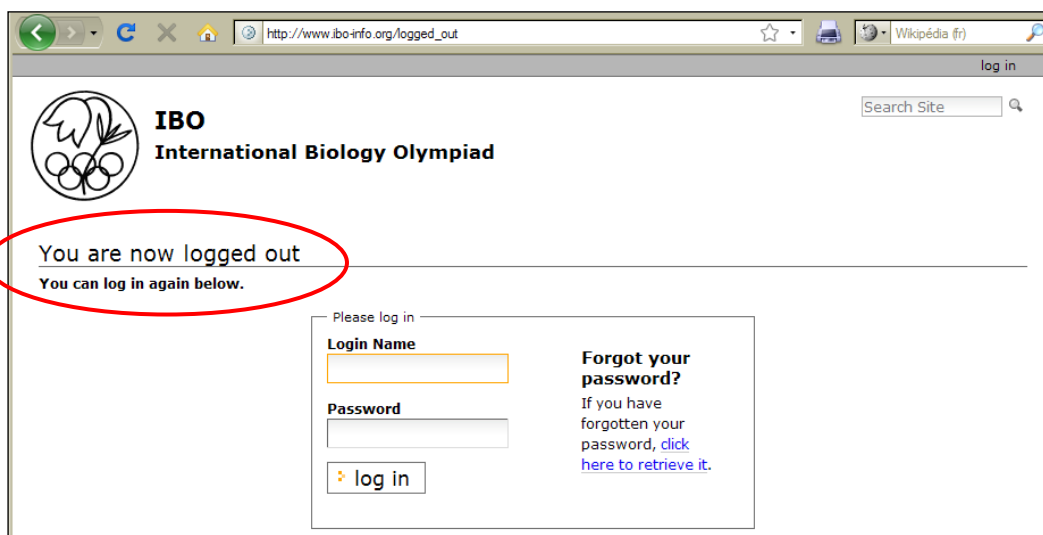 http://www.ibo-info.org/logged_out
Wikipédia (fr)
log in
Search Site
IBO
International Biology Olympiad
You are now logged out
You can log in again below.
Please log in
Login Name
Password
log in
Forgot your
password?
If you have
forgotten your
password, click
here to retrieve it.